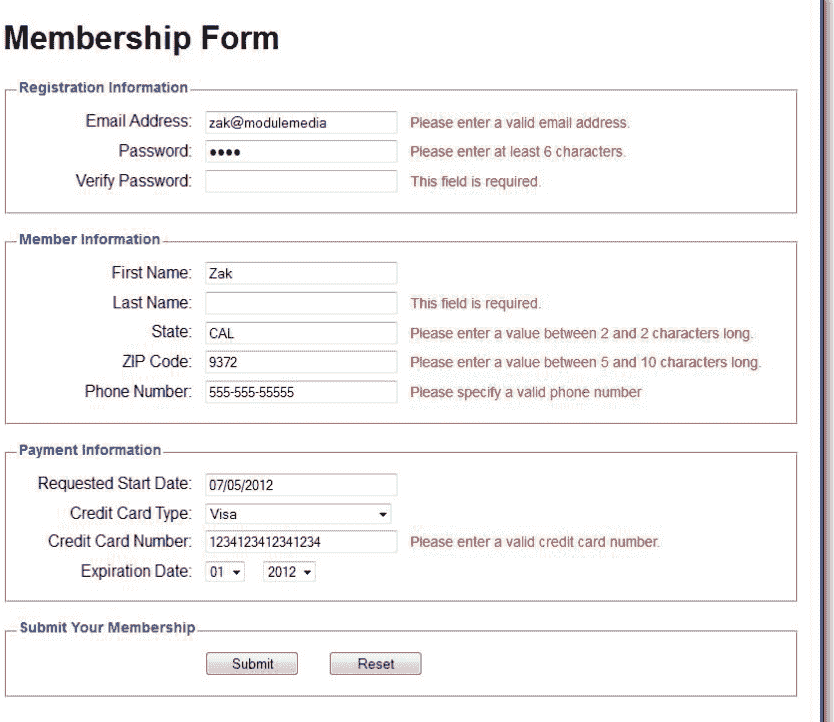 Membership Form
Registration Information
Email Address: zak@modulemedia Please enter a valid email address.
Password: •••• Please enter at least 6 characters.
Verify Password: This field is required.
Member Information
First Name: Zak
Last Name: This field is required.
State: CAL Please enter a value between 2 and 2 characters long.
ZIP Code: 9372 Please enter a value between 5 and 10 characters long.
Phone Number: 555-555-55555 Please specify a valid phone number
Payment Information
Requested Start Date: 07/05/2012
Credit Card Type: Visa
Credit Card Number: 1234123412341234 Please enter a valid credit card number.
Expiration Date: 01 2012
Submit Your Membership
Submit Reset